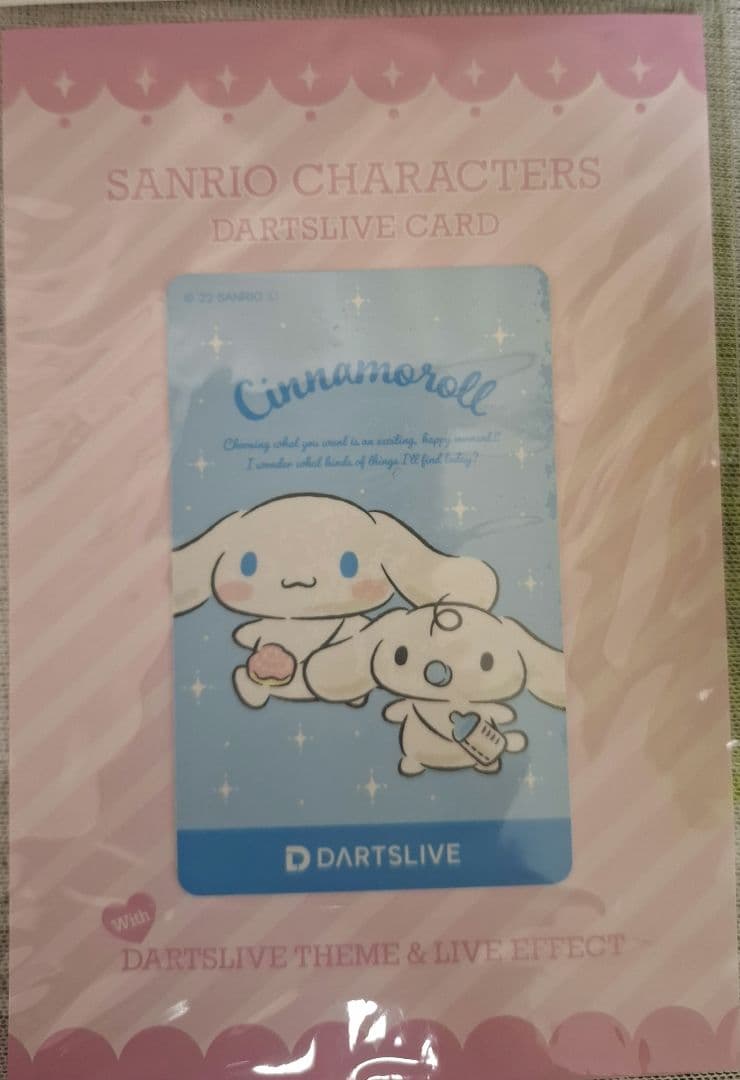 SANRIO CHARACTERS
DARTSLIVE CARD
© '22 SANRIO
Cinnamoroll
Choosing what you want is an exciting, happy moment!!
I wonder what kinds of things I'll find today?
DARTSLIVE
With
DARTSLIVE THEME & LIVE EFFECT